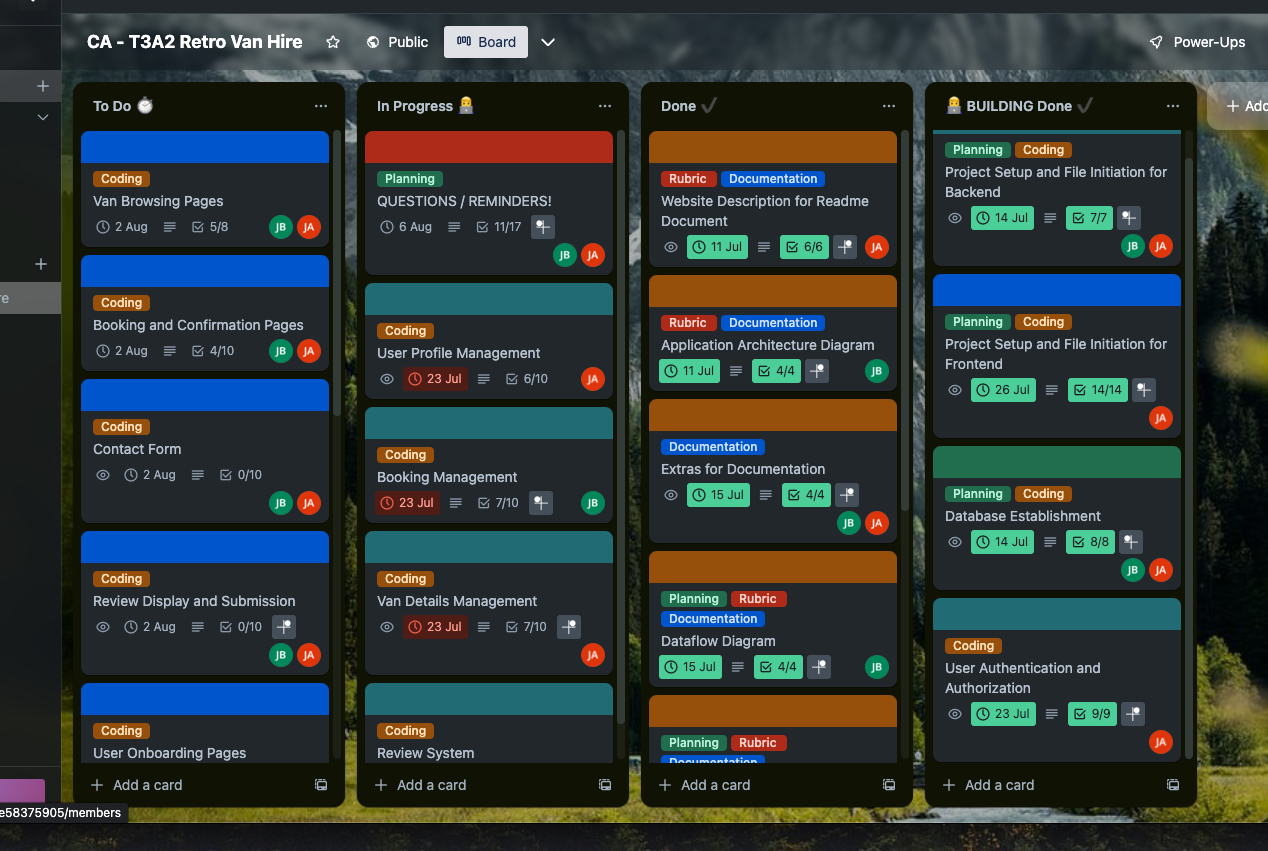 CA - T3A2 Retro Van Hire
Public
Board
Power-Ups
To Do ⏱️
Coding
Van Browsing Pages
2 Aug 5/8
JB JA
Coding
Booking and Confirmation Pages
2 Aug 4/10
JB JA
Coding
Contact Form
2 Aug 0/10
JB JA
Coding
Review Display and Submission
2 Aug 0/10
JB JA
Coding
User Onboarding Pages
+ Add a card
In Progress 👩‍💻
Planning
QUESTIONS / REMINDERS!
6 Aug 11/17
JB JA
Coding
User Profile Management
23 Jul 6/10
JA
Coding
Booking Management
23 Jul 7/10
JB
Coding
Van Details Management
23 Jul 7/10
JA
Coding
Review System
+ Add a card
Done ✔️
Rubric Documentation
Website Description for Readme
Document
11 Jul 6/6
JA
Rubric Documentation
Application Architecture Diagram
11 Jul 4/4
JB
Documentation
Extras for Documentation
15 Jul 4/4
JB JA
Planning Rubric
Documentation
Dataflow Diagram
15 Jul 4/4
JB
Planning Rubric
Documentation
+ Add a card
👩‍💻 BUILDING Done ✔️
Planning Coding
Project Setup and File Initiation for
Backend
14 Jul 7/7
JB JA
Planning Coding
Project Setup and File Initiation for
Frontend
26 Jul 14/14
JA
Planning Coding
Database Establishment
14 Jul 8/8
JB JA
Coding
User Authentication and
Authorization
23 Jul 9/9
JA
+ Add a card
+ Add
e58375905/members